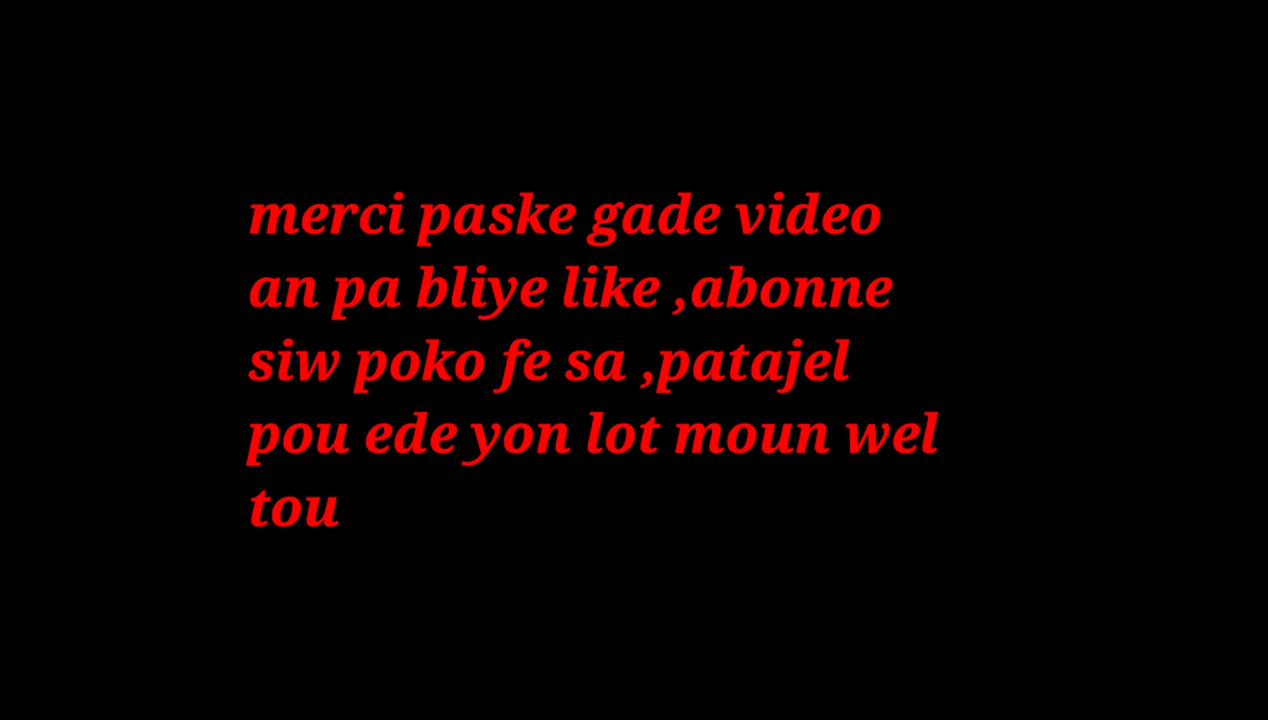 merci paske gade video
an pa bliye like ,abonne
siw poko fe sa ,patajel
pou ede yon lot moun wel
tou